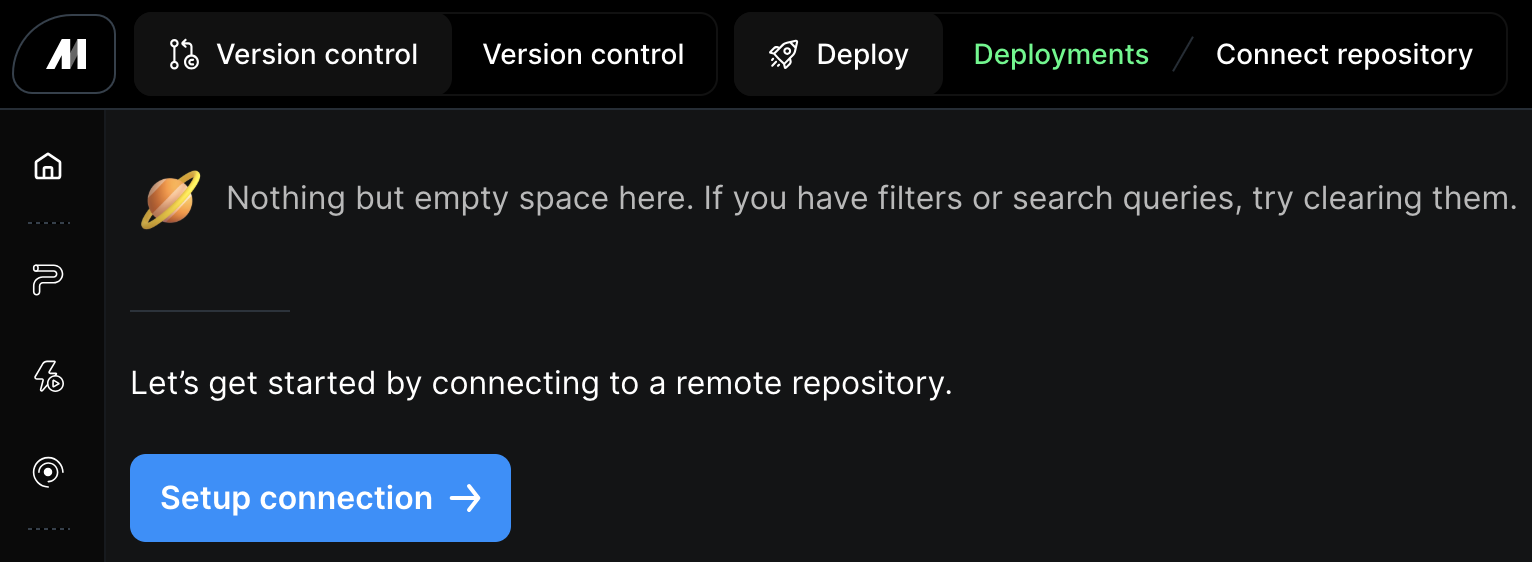 Version control Version control Deploy Deployments / Connect repository
Nothing but empty space here. If you have filters or search queries, try clearing them.
Let’s get started by connecting to a remote repository.
Setup connection →